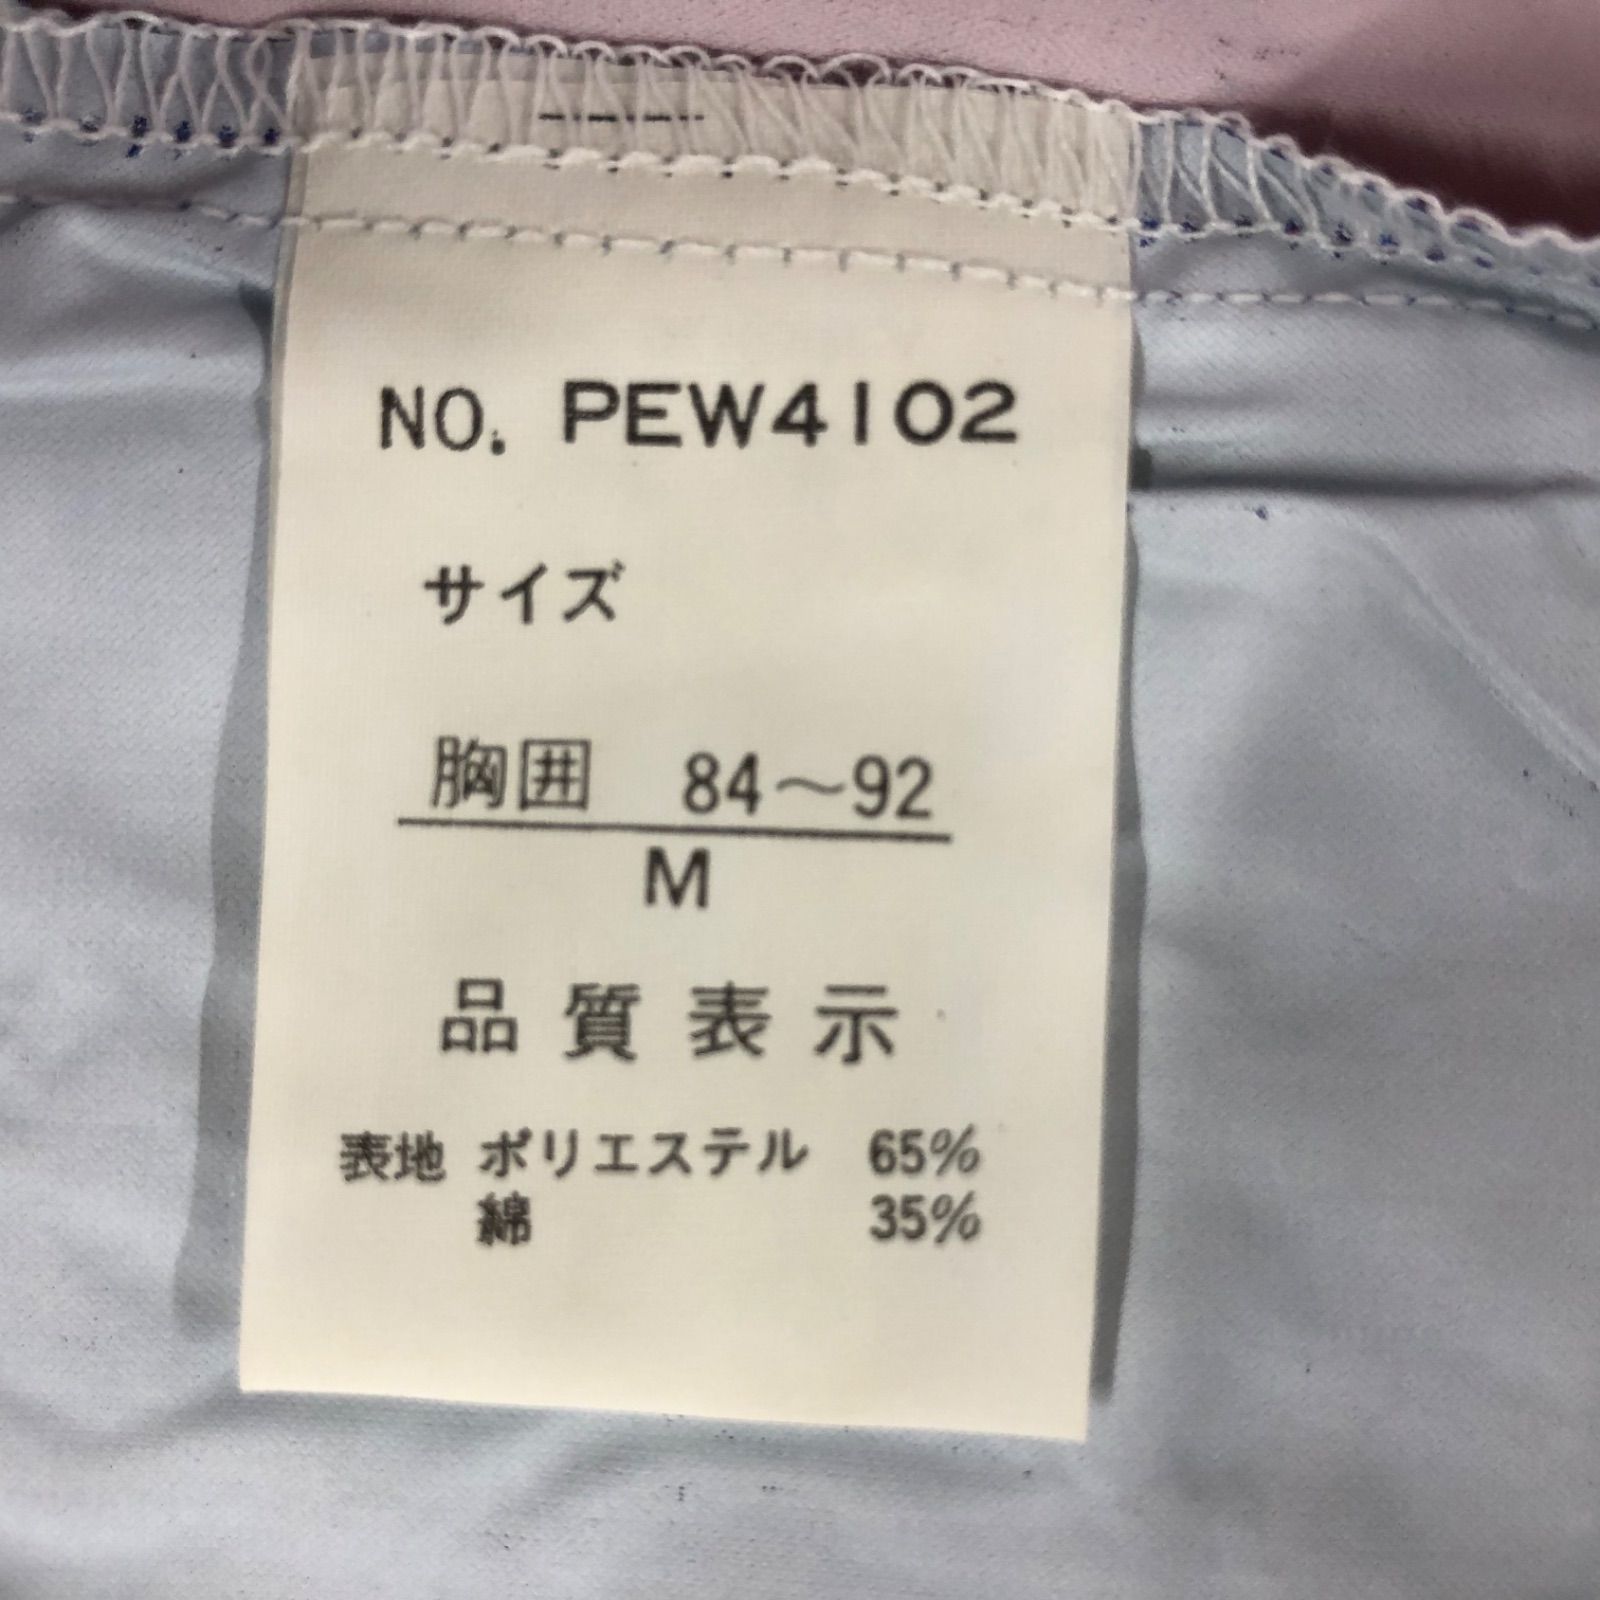 NO. PEW4102
サイズ
胸囲 84～92
M
品質表示
表地 ポリエステル 65%
綿 35%